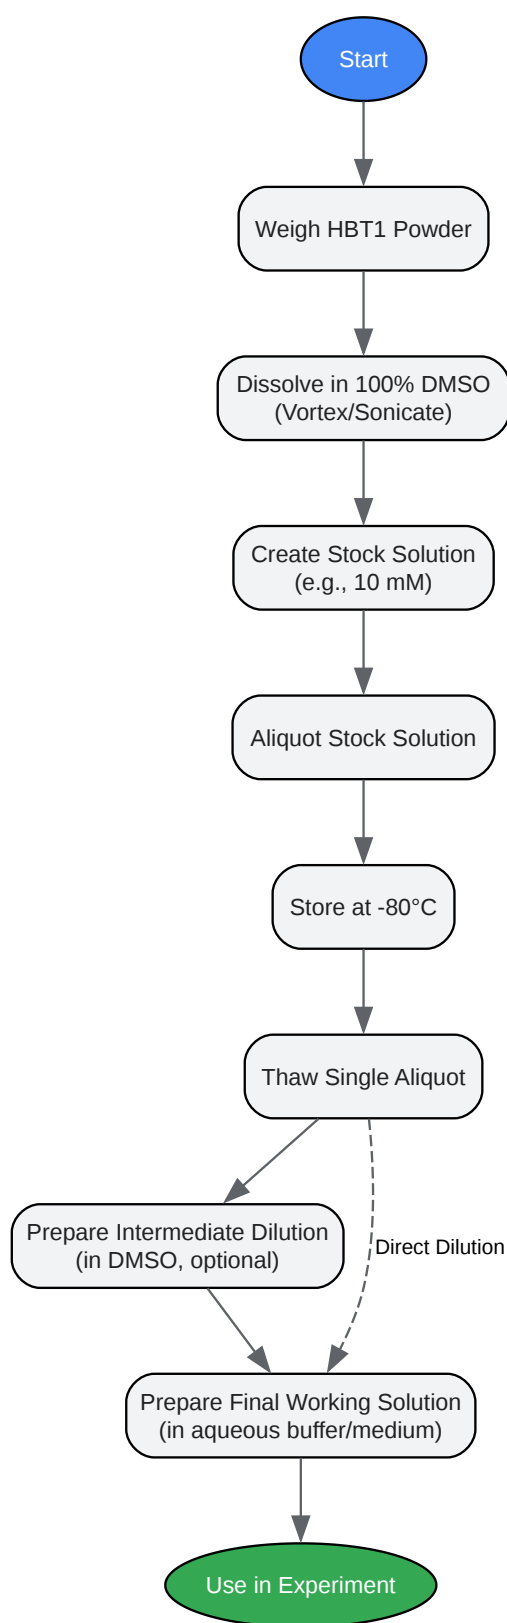 Start
Weigh HBT1 Powder
Dissolve in 100% DMSO
(Vortex/Sonicate)
Create Stock Solution
(e.g., 10 mM)
Aliquot Stock Solution
Store at -80°C
Thaw Single Aliquot
Prepare Intermediate Dilution
(in DMSO, optional)
Direct Dilution
Prepare Final Working Solution
(in aqueous buffer/medium)
Use in Experiment